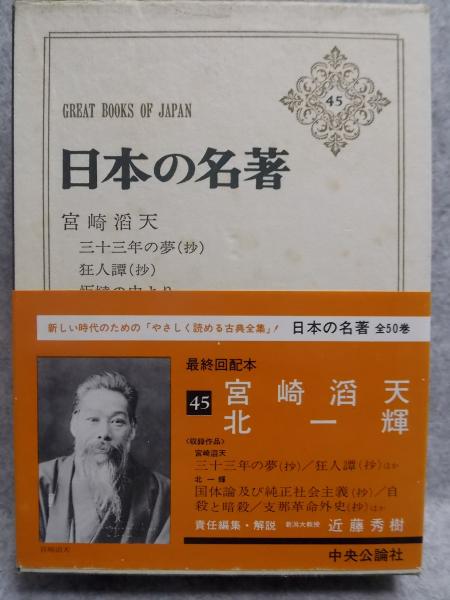 45
GREAT BOOKS OF JAPAN
日本の名著
宮崎滔天
三十三年の夢(抄)
狂人譚(抄)
新しい時代のための「やさしく読める古典全集」! 日本の名著 全50巻
最終回配本
45 宮崎滔天
北一輝
〈収録作品〉
宮崎滔天
三十三年の夢(抄)/狂人譚(抄)ほか
北一輝
国体論及び純正社会主義(抄)/自
殺と暗殺/支那革命外史(抄)ほか
責任編集・解説 新潟大教授 近藤秀樹
宮崎滔天
中央公論社